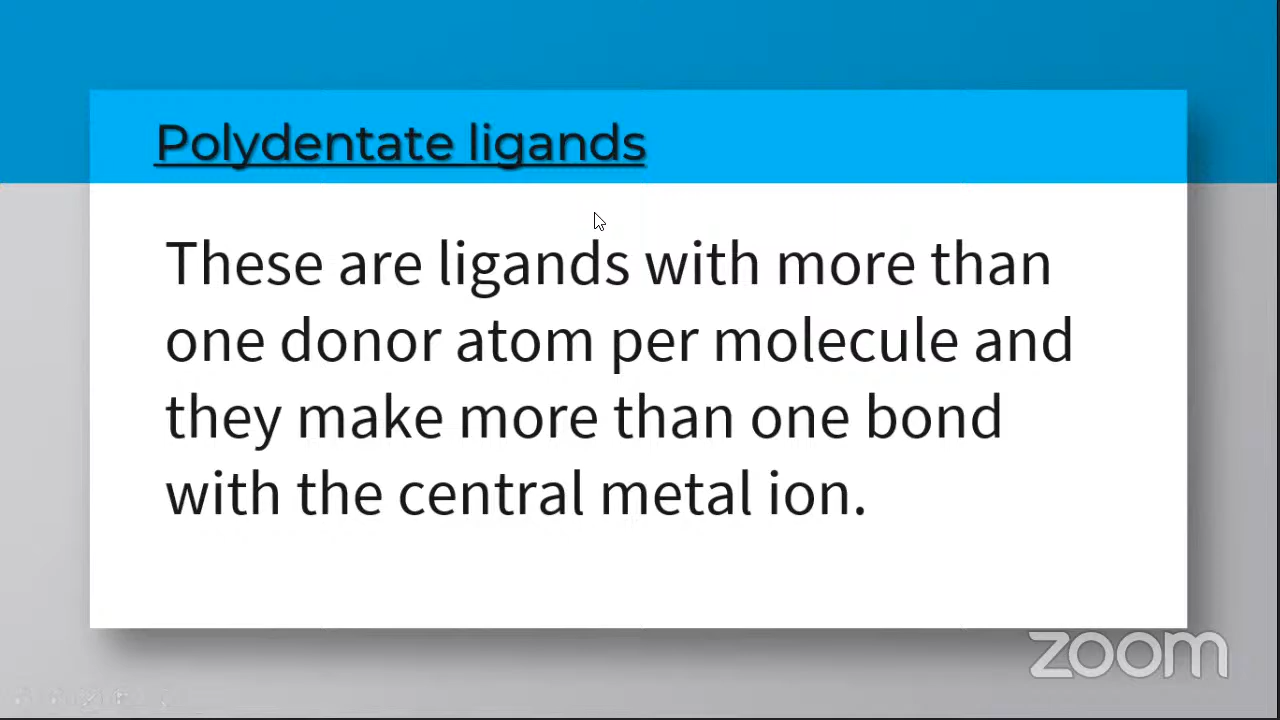 Polydentate ligands
These are ligands with more than
one donor atom per molecule and
they make more than one bond
with the central metal ion.
zoom